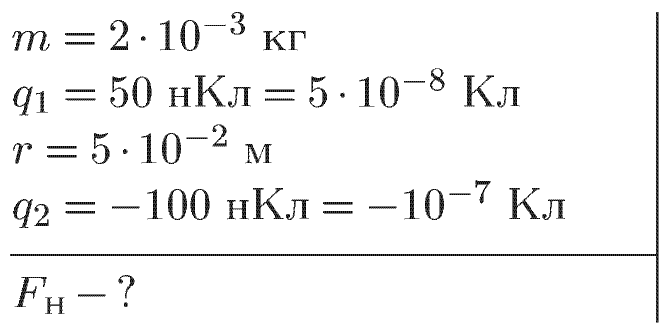 m = 2 · 10⁻³ кг
q₁ = 50 нКл = 5 · 10⁻⁸ Кл
r = 5 · 10⁻² м
q₂ = −100 нКл = −10⁻⁷ Кл
Fн − ?